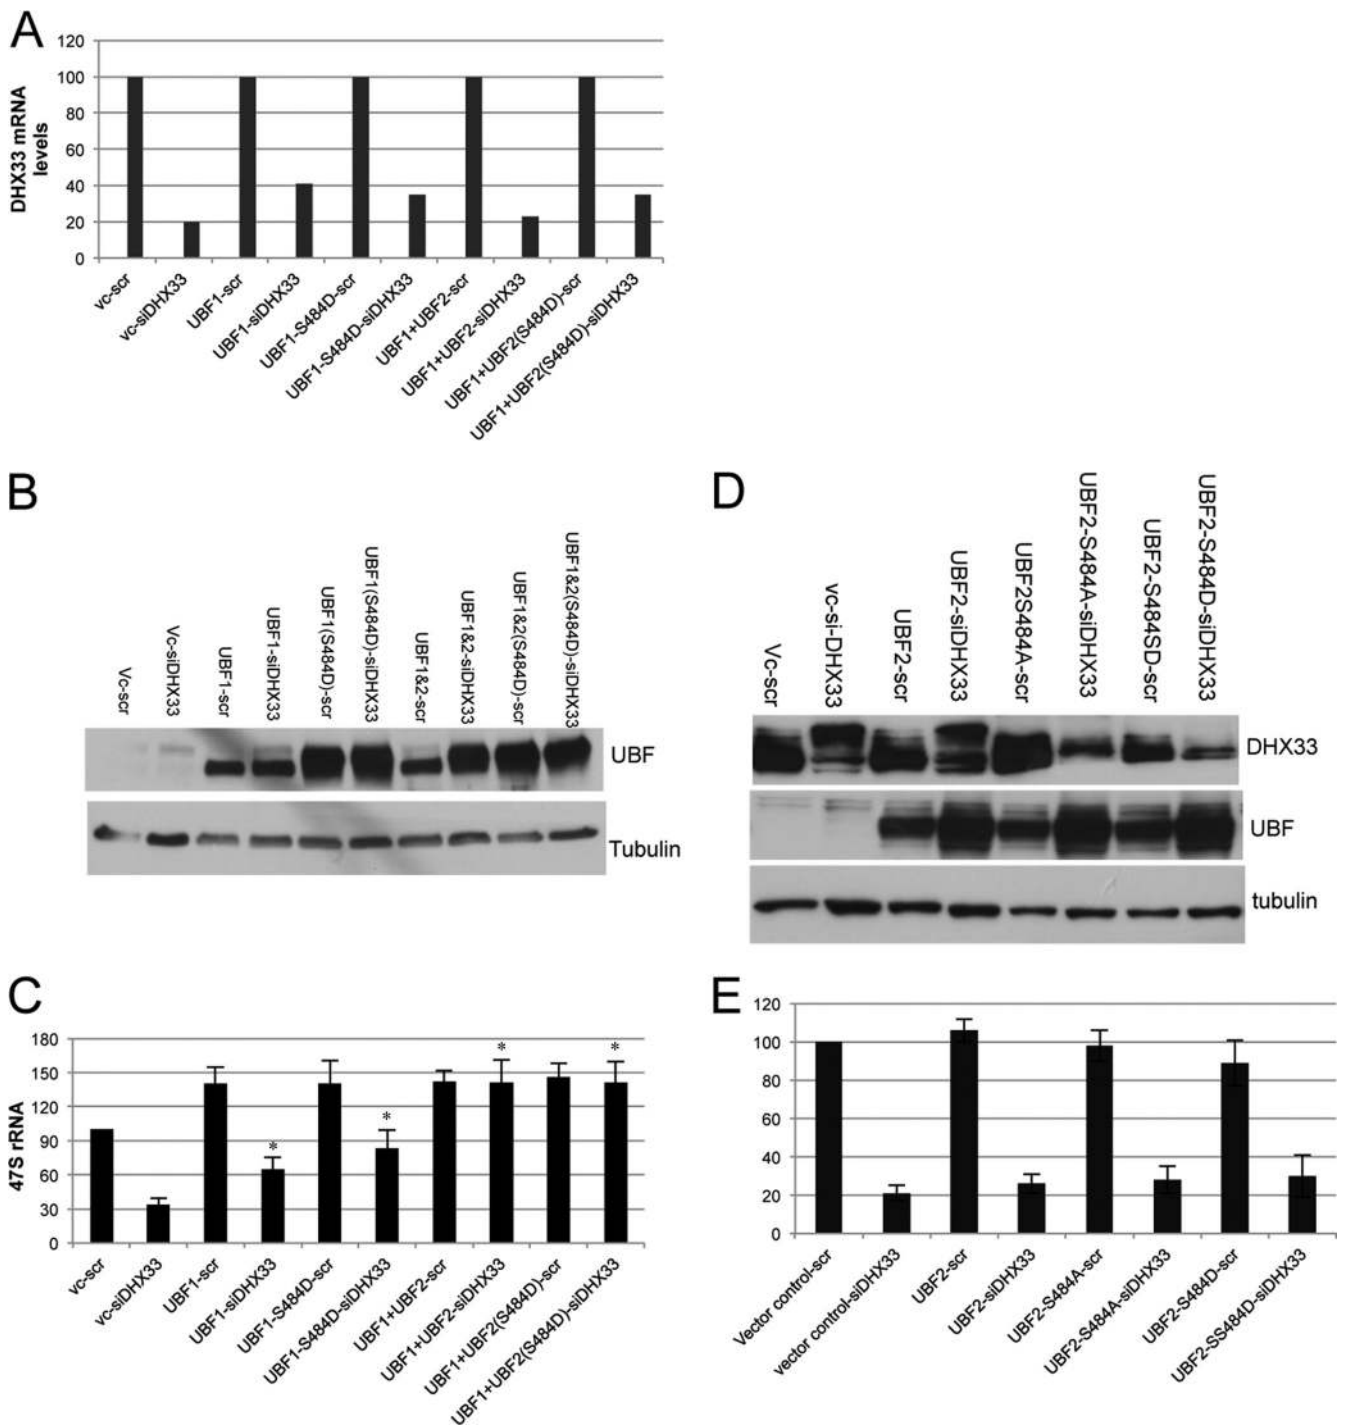 A
DHX33 mRNA
levels
120
100
80
60
40
20
0
vc-scr
vc-siDHX33
UBF1-scr
UBF1-siDHX33
UBF1-S484D-scr
UBF1-S484D-siDHX33
UBF1+UBF2-scr
UBF1+UBF2-siDHX33
UBF1+UBF2(S484D)-scr
UBF1+UBF2(S484D)-siDHX33
B
Vc-scr
Vc-siDHX33
UBF1-scr
UBF1-siDHX33
UBF1(S484D)-scr
UBF1(S484D)-siDHX33
UBF1&2-scr
UBF1&2-siDHX33
UBF1&2(S484D)-scr
UBF1&2(S484D)-siDHX33
UBF
Tubulin
D
Vc-scr
vc-si-DHX33
UBF2-scr
UBF2-siDHX33
UBF2S484A-scr
UBF2-S484A-siDHX33
UBF2-S484SD-scr
UBF2-S484D-siDHX33
DHX33
UBF
tubulin
C
47S rRNA
180
150
120
90
60
30
0
*
*
*
*
vc-scr
vc-siDHX33
UBF1-scr
UBF1-siDHX33
UBF1-S484D-scr
UBF1-S484D-siDHX33
UBF1+UBF2-scr
UBF1+UBF2-siDHX33
UBF1+UBF2(S484D)-scr
UBF1+UBF2(S484D)-siDHX33
E
120
100
80
60
40
20
0
Vector control-scr
vector control-siDHX33
UBF2-scr
UBF2-siDHX33
UBF2-S484A-scr
UBF2-S484A-siDHX33
UBF2-S484D-scr
UBF2-SS484D-siDHX33